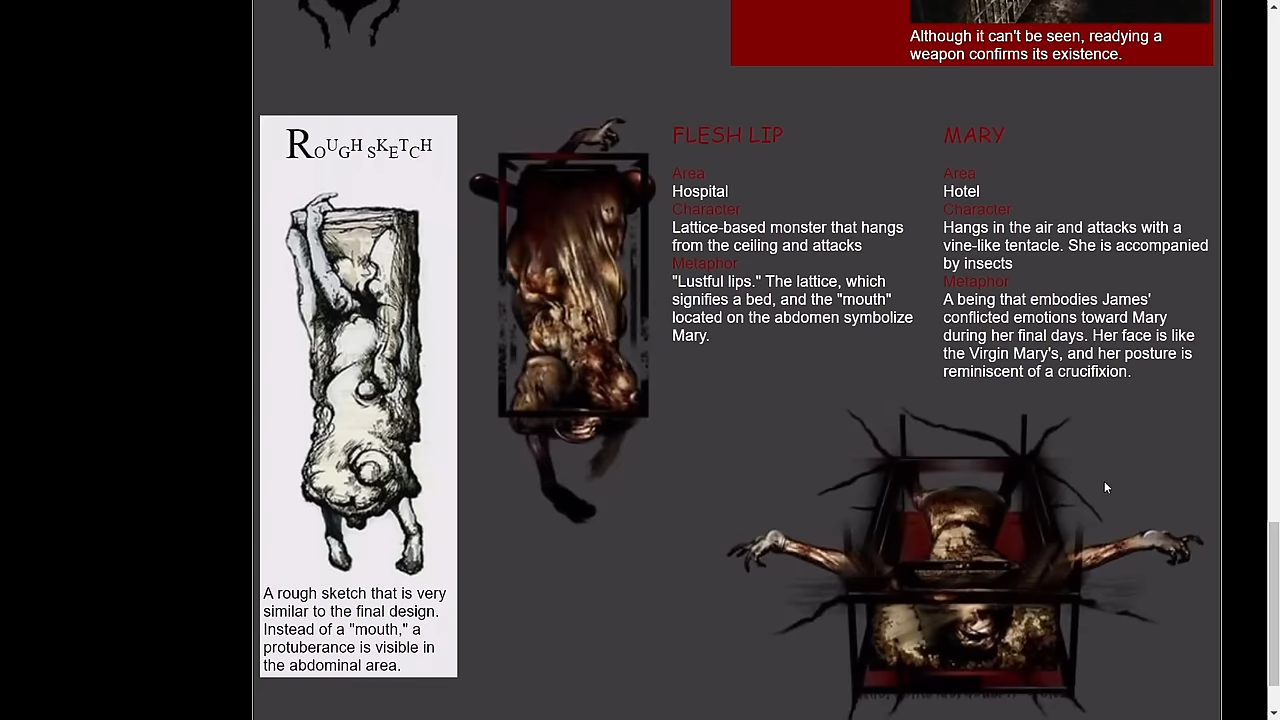 Although it can't be seen, readying a
weapon confirms its existence.
ROUGH SKETCH
A rough sketch that is very
similar to the final design.
Instead of a "mouth," a
protuberance is visible in
the abdominal area.
FLESH LIP
Area
Hospital
Character
Lattice-based monster that hangs
from the ceiling and attacks
Metaphor
"Lustful lips." The lattice, which
signifies a bed, and the "mouth"
located on the abdomen symbolize
Mary.
MARY
Area
Hotel
Character
Hangs in the air and attacks with a
vine-like tentacle. She is accompanied
by insects
Metaphor
A being that embodies James'
conflicted emotions toward Mary
during her final days. Her face is like
the Virgin Mary's, and her posture is
reminiscent of a crucifixion.